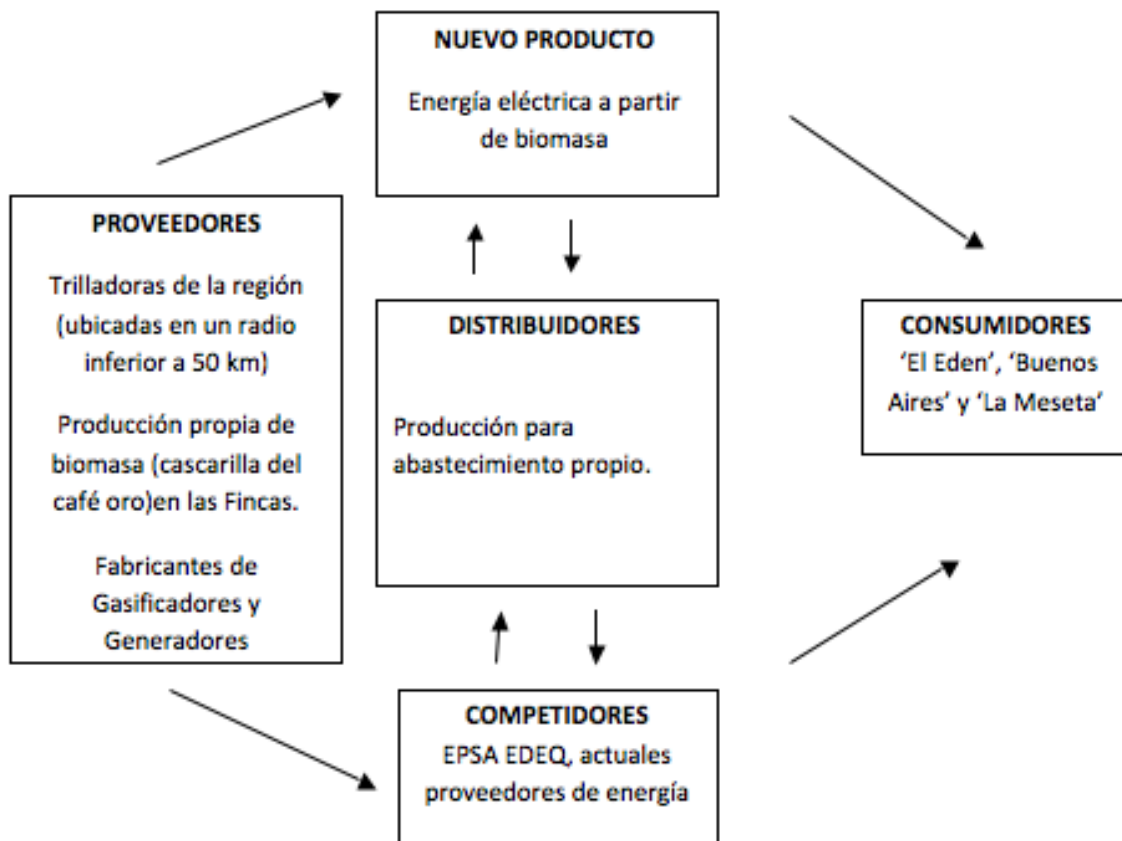 NUEVO PRODUCTO
Energía eléctrica a partir
de biomasa
PROVEEDORES
Trilladoras de la región
(ubicadas en un radio
inferior a 50 km)
Producción propia de
biomasa (cascarilla del
café oro)en las Fincas.
Fabricantes de
Gasificadores y
Generadores
DISTRIBUIDORES
Producción para
abastecimiento propio.
CONSUMIDORES
‘El Eden’, ‘Buenos
Aires’ y ‘La Meseta’
COMPETIDORES
EPSA EDEQ, actuales
proveedores de energía